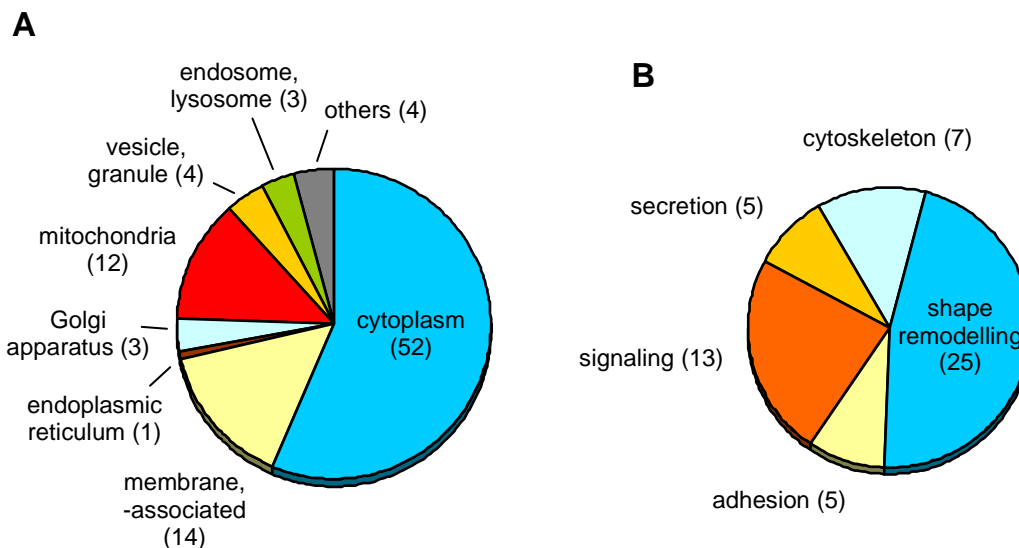 A
endosome,
lysosome (3)
others (4)
vesicle,
granule (4)
mitochondria
(12)
Golgi
apparatus (3)
endoplasmic
reticulum (1)
membrane,
-associated
(14)
cytoplasm
(52)
B
cytoskeleton (7)
secretion (5)
signaling (13)
adhesion (5)
shape
remodelling
(25)